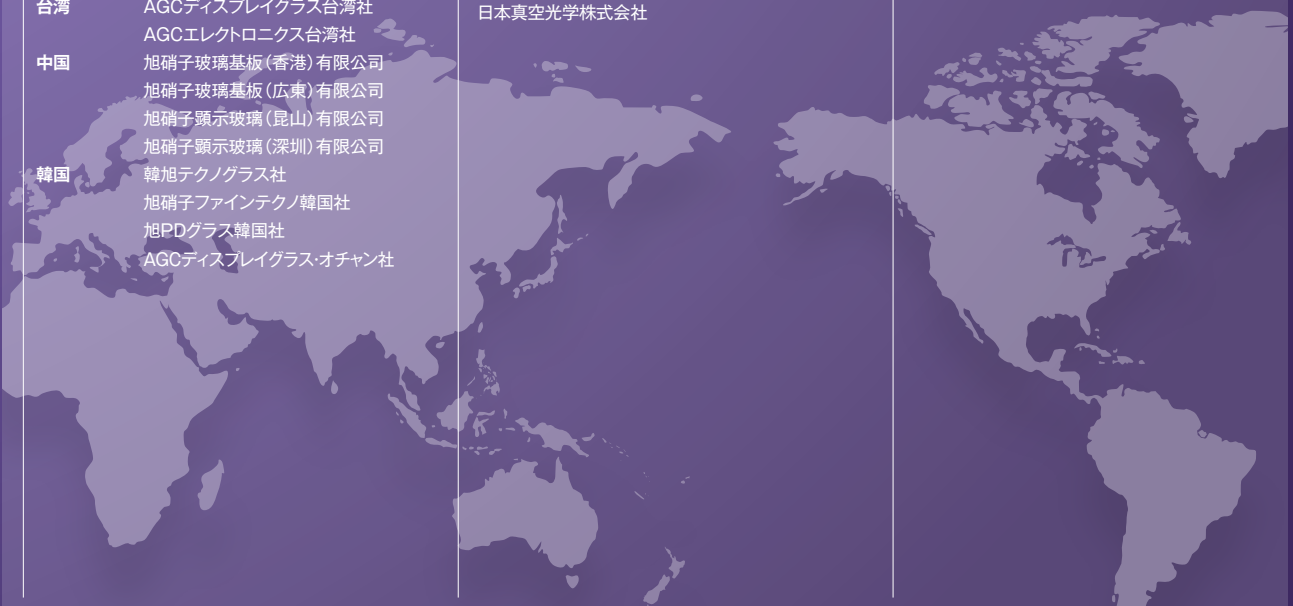 台湾 AGCディスプレイグラス台湾社
AGCエレクトロニクス台湾社
中国 旭硝子玻璃基板(香港)有限公司
旭硝子玻璃基板(広東)有限公司
旭硝子顕示玻璃(昆山)有限公司
旭硝子顕示玻璃(深圳)有限公司
韓国 韓旭テクノグラス社
旭硝子ファインテクノ韓国社
旭PDグラス韓国社
AGCディスプレイグラス・オチャン社
日本真空光学株式会社